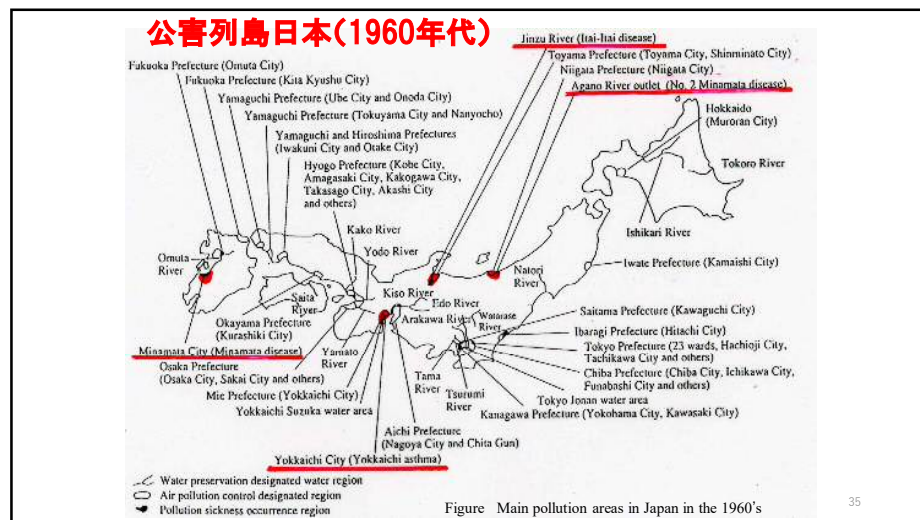 公害列島日本(1960年代)
Jinzu River (Itai-Itai disease)
Toyama Prefecture (Toyama City, Shinminato City)
Niigata Prefecture (Niigata City)
Agano River outlet (No. 2 Minamata disease)
Fukuoka Prefecture (Omuta City)
Fukuoka Prefecture (Kita Kyushu City)
Yamaguchi Prefecture (Ube City and Onoda City)
Yamaguchi Prefecture (Tokuyama City and Nanyocho)
Yamaguchi and Hiroshima Prefectures
(Iwakuni City and Otake City)
Hyogo Prefecture (Kobe City,
Amagasaki City, Kakogawa City,
Takasago City, Akashi City
and others)
Hokkaido
(Muroran City)
Tokoro River
Ishikari River
Kako River
Yodo River
Omuta
River
Natori
River
Iwate Prefecture (Kamaishi City)
Saita
River
Kiso River
Edo River
Arakawa River
Watarase
River
Okayama Prefecture
(Kurashiki City)
Saitama Prefecture (Kawaguchi City)
Ibaragi Prefecture (Hitachi City)
Tokyo Prefecture (23 wards, Hachioji City,
Tachikawa City and others)
Chiba Prefecture (Chiba City, Ichikawa City,
Funabashi City and others)
Tokyo Jonan water area
Kanagawa Prefecture (Yokohama City, Kawasaki City)
Minamata City (Minamata disease)
Osaka Prefecture
(Osaka City, Sakai City and others)
Yamato
River
Tama
River
Tsurumi
River
Mie Prefecture (Yokkaichi City)
Yokkaichi Suzuka water area
Aichi Prefecture
(Nagoya City and Chita Gun)
Yokkaichi City (Yokkaichi asthma)
Water preservation designated water region
Air pollution control designated region
Pollution sickness occurrence region
Figure Main pollution areas in Japan in the 1960's
35